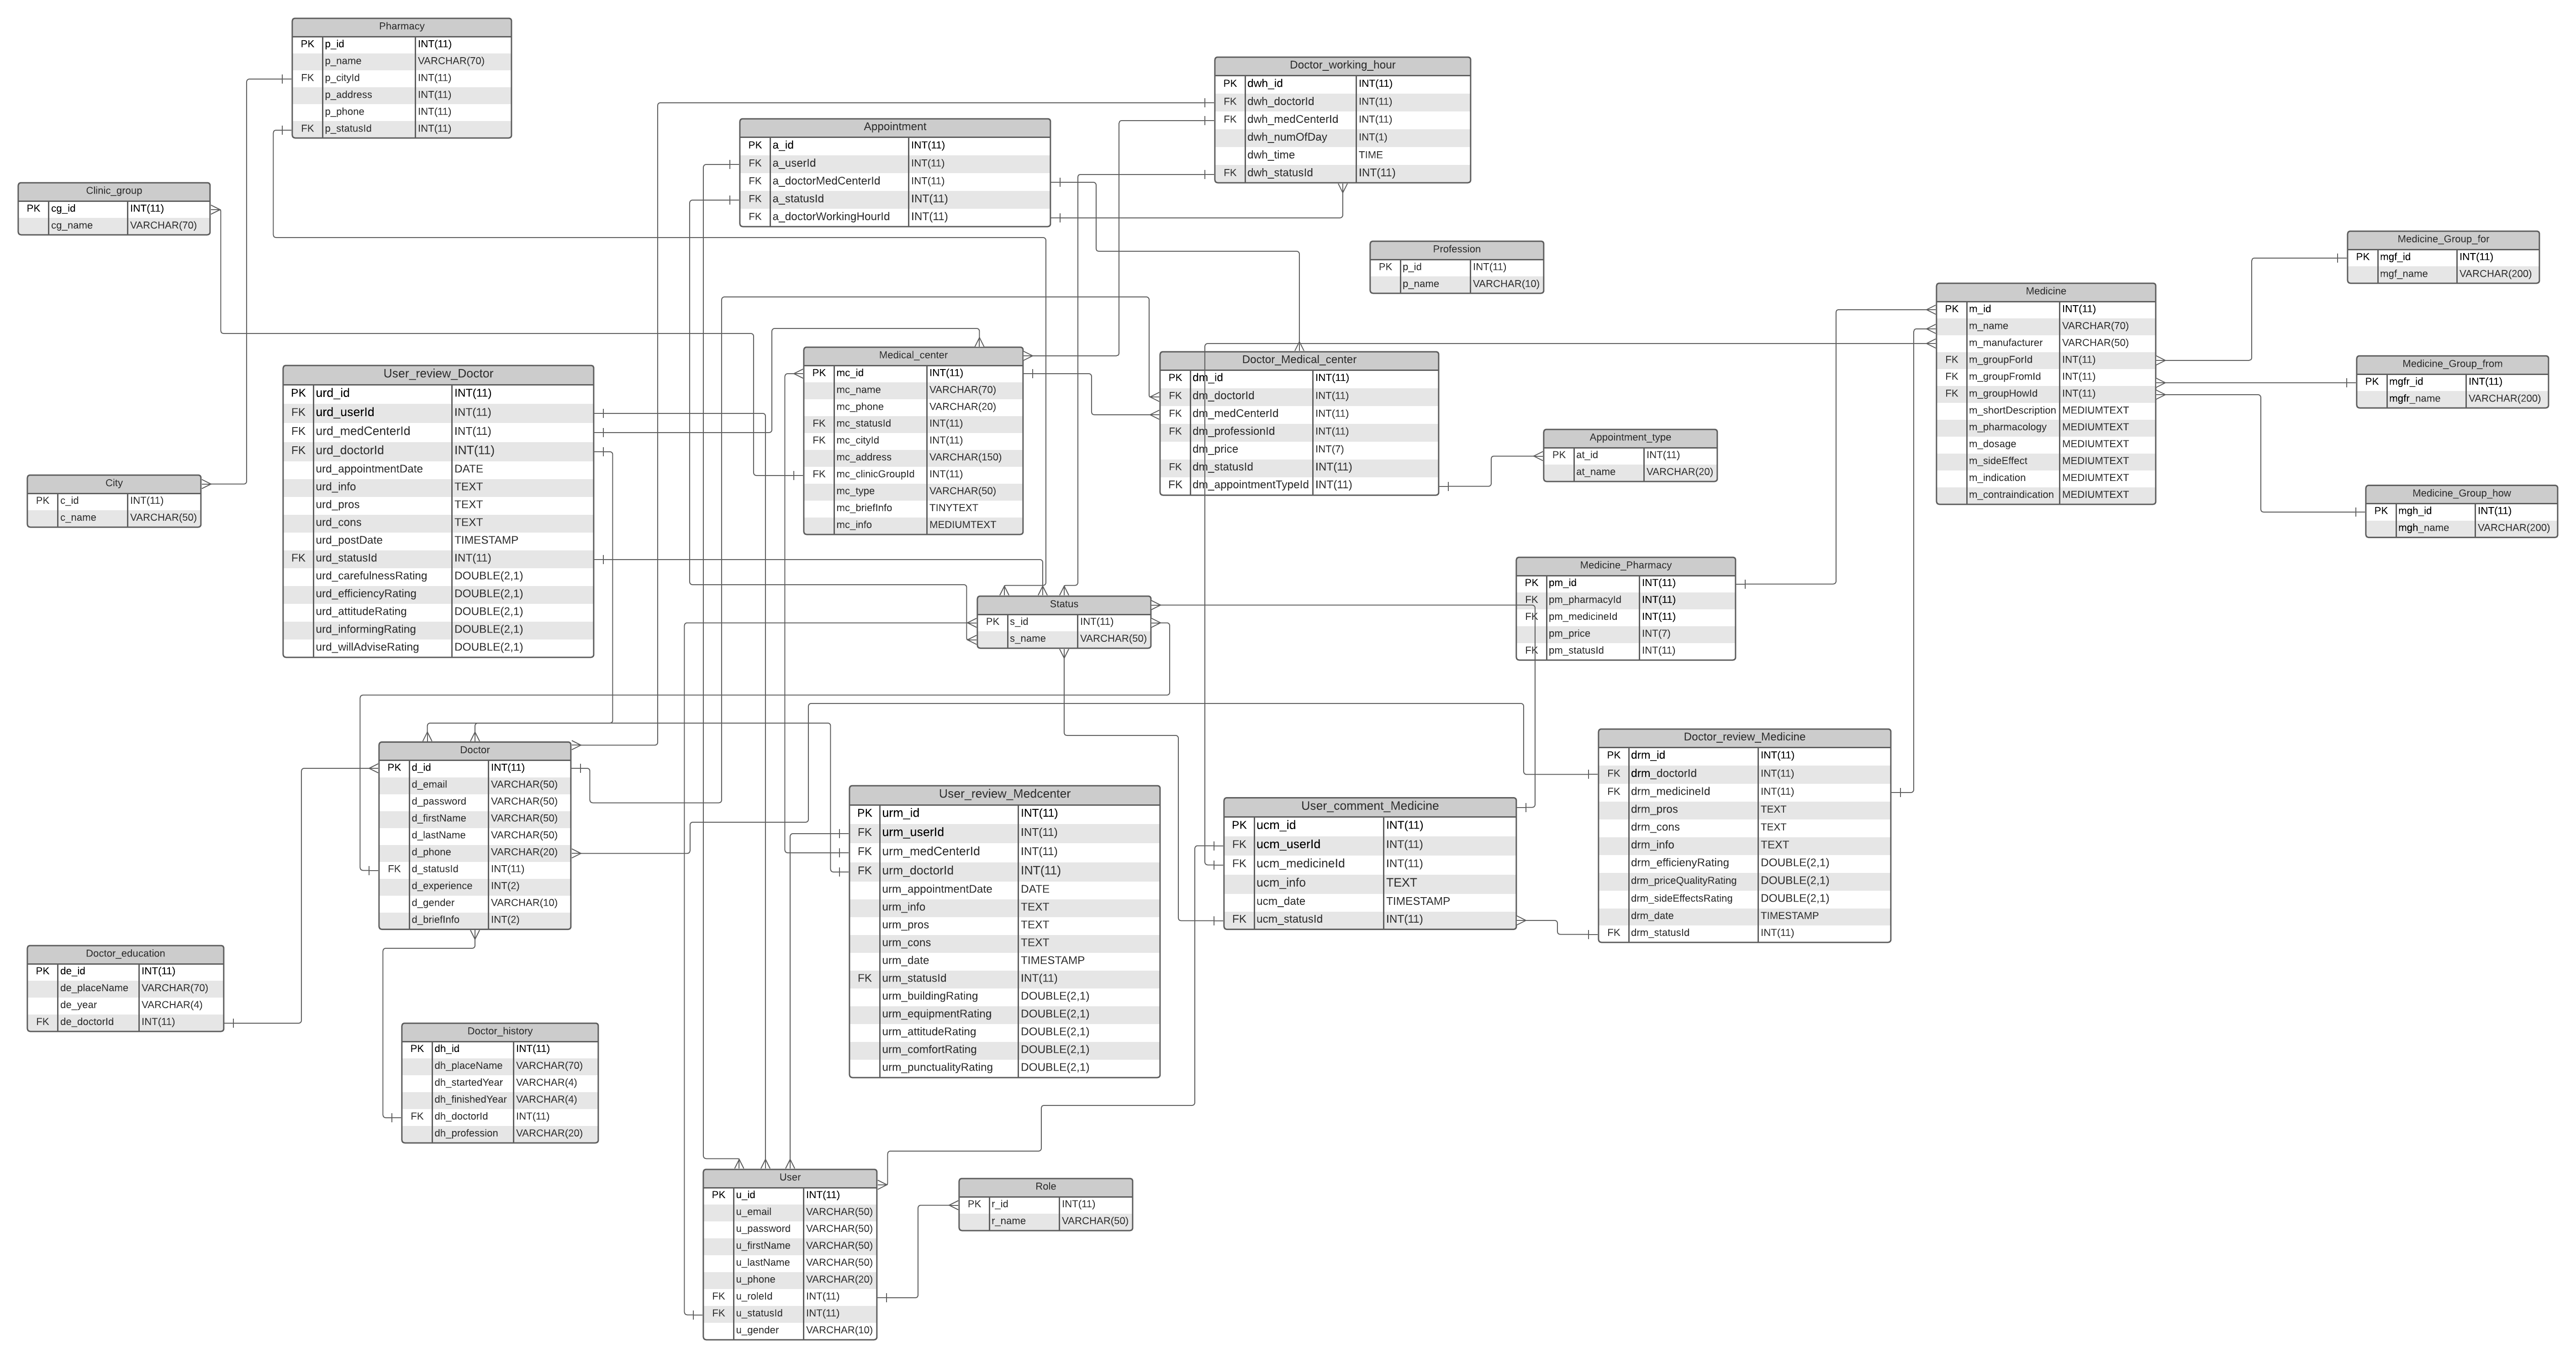 Pharmacy
PK p_id INT(11)
p_name VARCHAR(70)
FK p_cityId INT(11)
p_address INT(11)
p_phone INT(11)
FK p_statusId INT(11)
Doctor_working_hour
PK dwh_id INT(11)
FK dwh_doctorId INT(11)
FK dwh_medCenterId INT(11)
dwh_numOfDay INT(1)
dwh_time TIME
FK dwh_statusId INT(11)
Appointment
PK a_id INT(11)
FK a_userId INT(11)
FK a_doctorMedCenterId INT(11)
FK a_statusId INT(11)
FK a_doctorWorkingHourId INT(11)
Clinic_group
PK cg_id INT(11)
cg_name VARCHAR(70)
Profession
PK p_id INT(11)
p_name VARCHAR(10)
Medicine_Group_for
PK mgf_id INT(11)
mgf_name VARCHAR(200)
Medicine
PK m_id INT(11)
m_name VARCHAR(70)
m_manufacturer VARCHAR(50)
FK m_groupForId INT(11)
FK m_groupFromId INT(11)
FK m_groupHowId INT(11)
m_shortDescription MEDIUMTEXT
m_pharmacology MEDIUMTEXT
m_dosage MEDIUMTEXT
m_sideEffect MEDIUMTEXT
m_indication MEDIUMTEXT
m_contraindication MEDIUMTEXT
Medicine_Group_from
PK mgfr_id INT(11)
mgfr_name VARCHAR(200)
Medicine_Group_how
PK mgh_id INT(11)
mgh_name VARCHAR(200)
User_review_Doctor
PK urd_id INT(11)
FK urd_userId INT(11)
FK urd_medCenterId INT(11)
FK urd_doctorId INT(11)
urd_appointmentDate DATE
urd_info TEXT
urd_pros TEXT
urd_cons TEXT
urd_postDate TIMESTAMP
FK urd_statusId INT(11)
urd_carefulnessRating DOUBLE(2,1)
urd_efficiencyRating DOUBLE(2,1)
urd_attitudeRating DOUBLE(2,1)
urd_informingRating DOUBLE(2,1)
urd_willAdviseRating DOUBLE(2,1)
Medical_center
PK mc_id INT(11)
mc_name VARCHAR(70)
mc_phone VARCHAR(20)
FK mc_statusId INT(11)
FK mc_cityId INT(11)
mc_address VARCHAR(150)
FK mc_clinicGroupId INT(11)
mc_type VARCHAR(50)
mc_briefInfo TINYTEXT
mc_info MEDIUMTEXT
Doctor_Medical_center
PK dm_id INT(11)
FK dm_doctorId INT(11)
FK dm_medCenterId INT(11)
FK dm_professionId INT(11)
dm_price INT(7)
FK dm_statusId INT(11)
FK dm_appointmentTypeId INT(11)
Appointment_type
PK at_id INT(11)
at_name VARCHAR(20)
City
PK c_id INT(11)
c_name VARCHAR(50)
Medicine_Pharmacy
PK pm_id INT(11)
FK pm_pharmacyId INT(11)
FK pm_medicineId INT(11)
pm_price INT(7)
FK pm_statusId INT(11)
Status
PK s_id INT(11)
s_name VARCHAR(50)
Doctor
PK d_id INT(11)
d_email VARCHAR(50)
d_password VARCHAR(50)
d_firstName VARCHAR(50)
d_lastName VARCHAR(50)
d_phone VARCHAR(20)
FK d_statusId INT(11)
d_experience INT(2)
d_gender VARCHAR(10)
d_briefInfo INT(2)
User_review_Medcenter
PK urm_id INT(11)
FK urm_userId INT(11)
FK urm_medCenterId INT(11)
FK urm_doctorId INT(11)
urm_appointmentDate DATE
urm_info TEXT
urm_pros TEXT
urm_cons TEXT
urm_date TIMESTAMP
FK urm_statusId INT(11)
urm_buildingRating DOUBLE(2,1)
urm_equipmentRating DOUBLE(2,1)
urm_attitudeRating DOUBLE(2,1)
urm_comfortRating DOUBLE(2,1)
urm_punctualityRating DOUBLE(2,1)
User_comment_Medicine
PK ucm_id INT(11)
FK ucm_userId INT(11)
FK ucm_medicineId INT(11)
ucm_info TEXT
ucm_date TIMESTAMP
FK ucm_statusId INT(11)
Doctor_review_Medicine
PK drm_id INT(11)
FK drm_doctorId INT(11)
FK drm_medicineId INT(11)
drm_pros TEXT
drm_cons TEXT
drm_info TEXT
drm_efficienyRating DOUBLE(2,1)
drm_priceQualityRating DOUBLE(2,1)
drm_sideEffectsRating DOUBLE(2,1)
drm_date TIMESTAMP
FK drm_statusId INT(11)
Doctor_education
PK de_id INT(11)
de_placeName VARCHAR(70)
de_year VARCHAR(4)
FK de_doctorId INT(11)
Doctor_history
PK dh_id INT(11)
dh_placeName VARCHAR(70)
dh_startedYear VARCHAR(4)
dh_finishedYear VARCHAR(4)
FK dh_doctorId INT(11)
dh_profession VARCHAR(20)
User
PK u_id INT(11)
u_email VARCHAR(50)
u_password VARCHAR(50)
u_firstName VARCHAR(50)
u_lastName VARCHAR(50)
u_phone VARCHAR(20)
FK u_roleId INT(11)
FK u_statusId INT(11)
u_gender VARCHAR(10)
Role
PK r_id INT(11)
r_name VARCHAR(50)